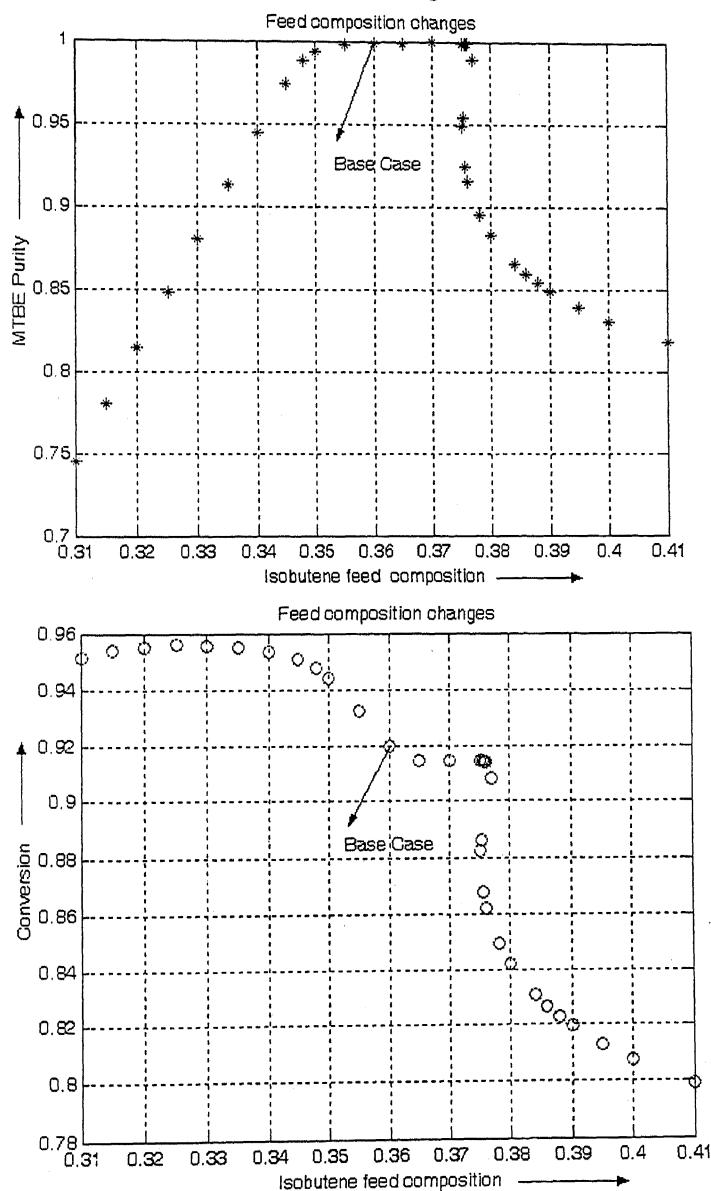 Feed composition changes
1
0.95
0.9
0.85
0.8
0.75
0.7
MTBE Purity
Base Case
0.31 0.32 0.33 0.34 0.35 0.36 0.37 0.38 0.39 0.4 0.41
Isobutene feed composition
Feed composition changes
0.96
0.94
0.92
0.9
0.88
0.86
0.84
0.82
0.8
0.78
Conversion
Base Case
0.31 0.32 0.33 0.34 0.35 0.36 0.37 0.38 0.39 0.4 0.41
Isobutene feed composition